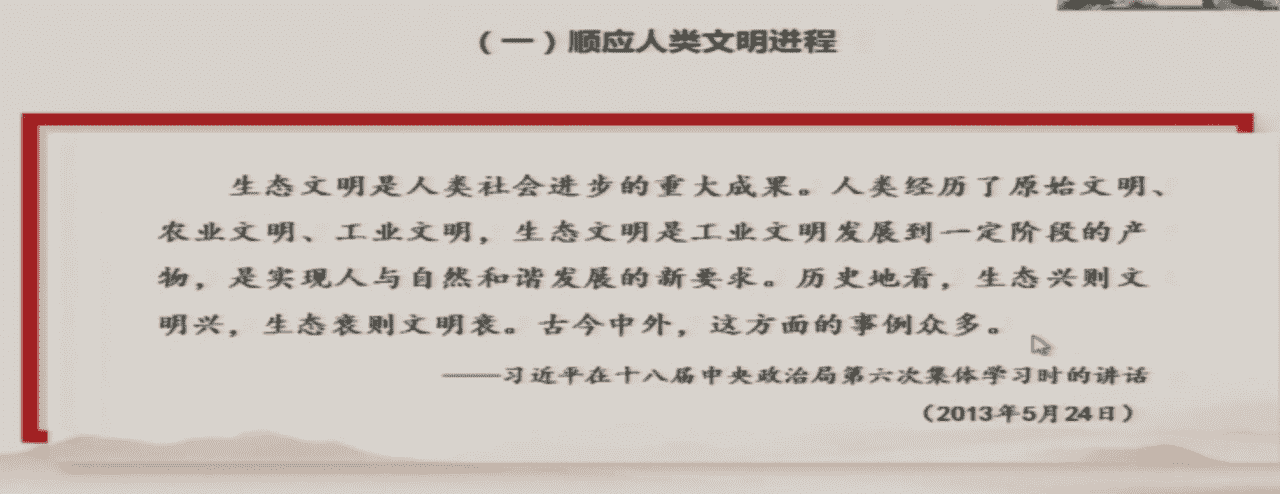 （一）顺应人类文明进程
生态文明是人类社会进步的重大成果。人类经历了原始文明、
农业文明、工业文明，生态文明是工业文明发展到一定阶段的产
物，是实现人与自然和谐发展的新要求。历史地看，生态兴则文
明兴，生态衰则文明衰。古今中外，这方面的事例众多。
——习近平在十八届中央政治局第六次集体学习时的讲话
（2013年5月24日）